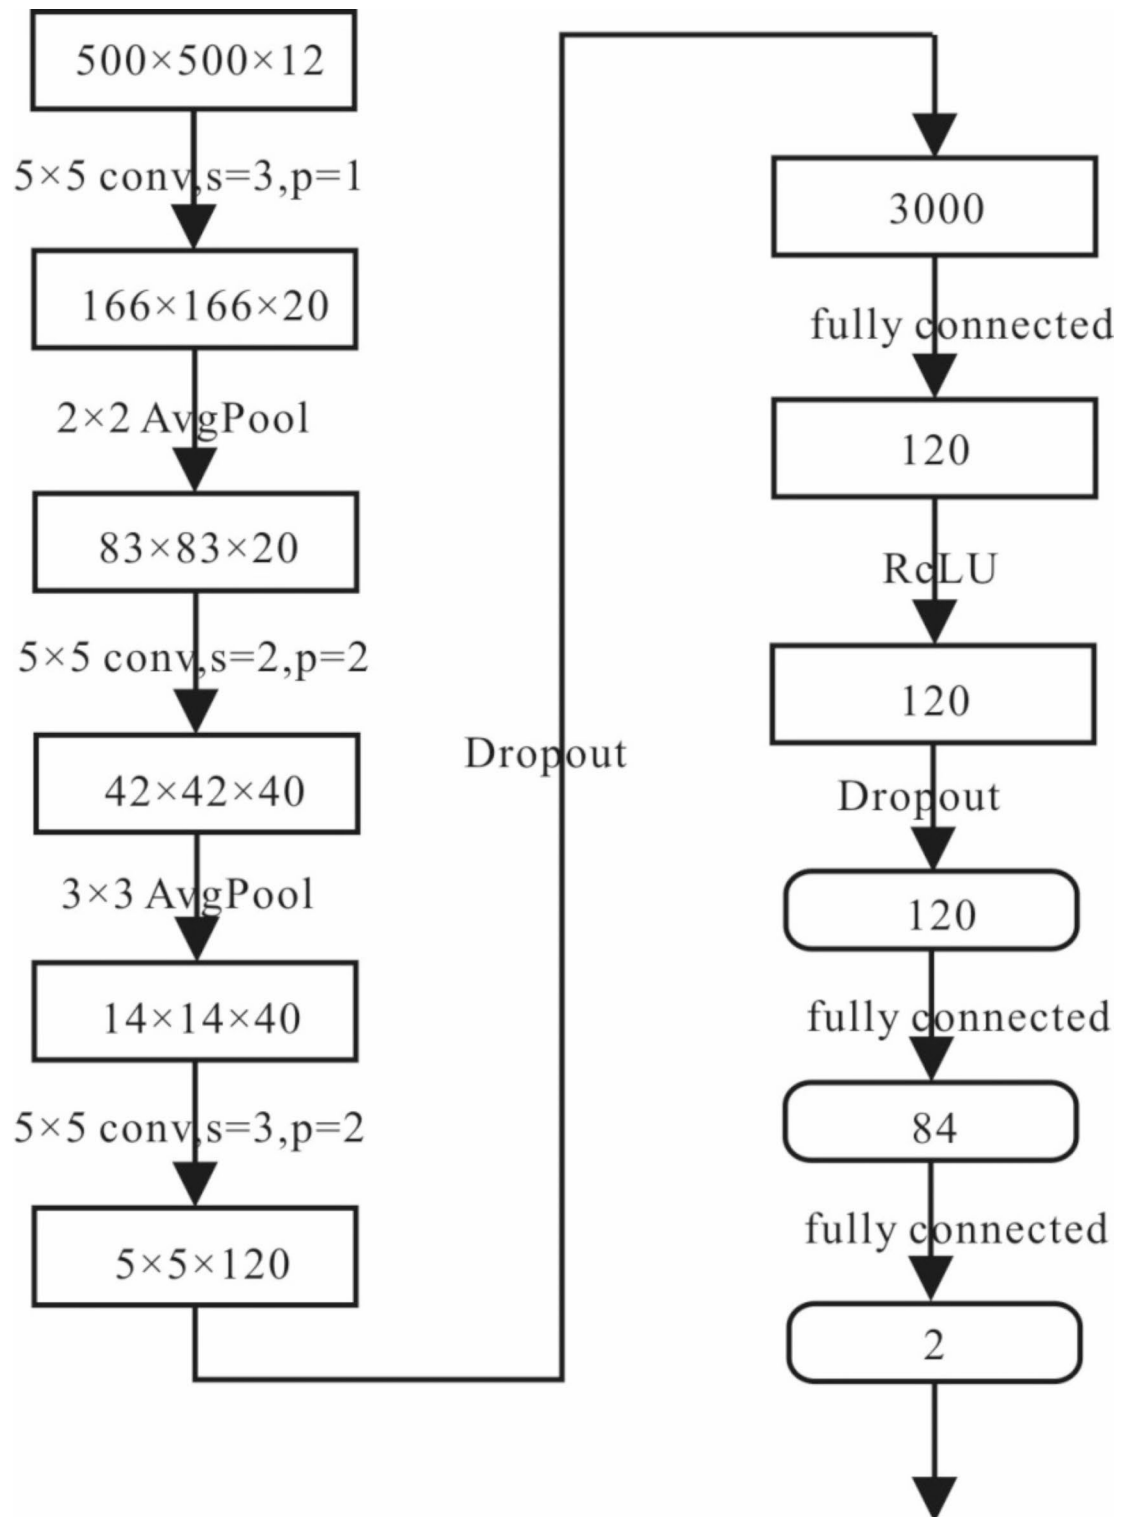 500×500×12
5×5 conv,s=3,p=1
166×166×20
2×2 AvgPool
83×83×20
5×5 conv,s=2,p=2
42×42×40
3×3 AvgPool
14×14×40
5×5 conv,s=3,p=2
5×5×120
Dropout
3000
fully connected
120
RcLU
120
Dropout
120
fully connected
84
fully connected
2